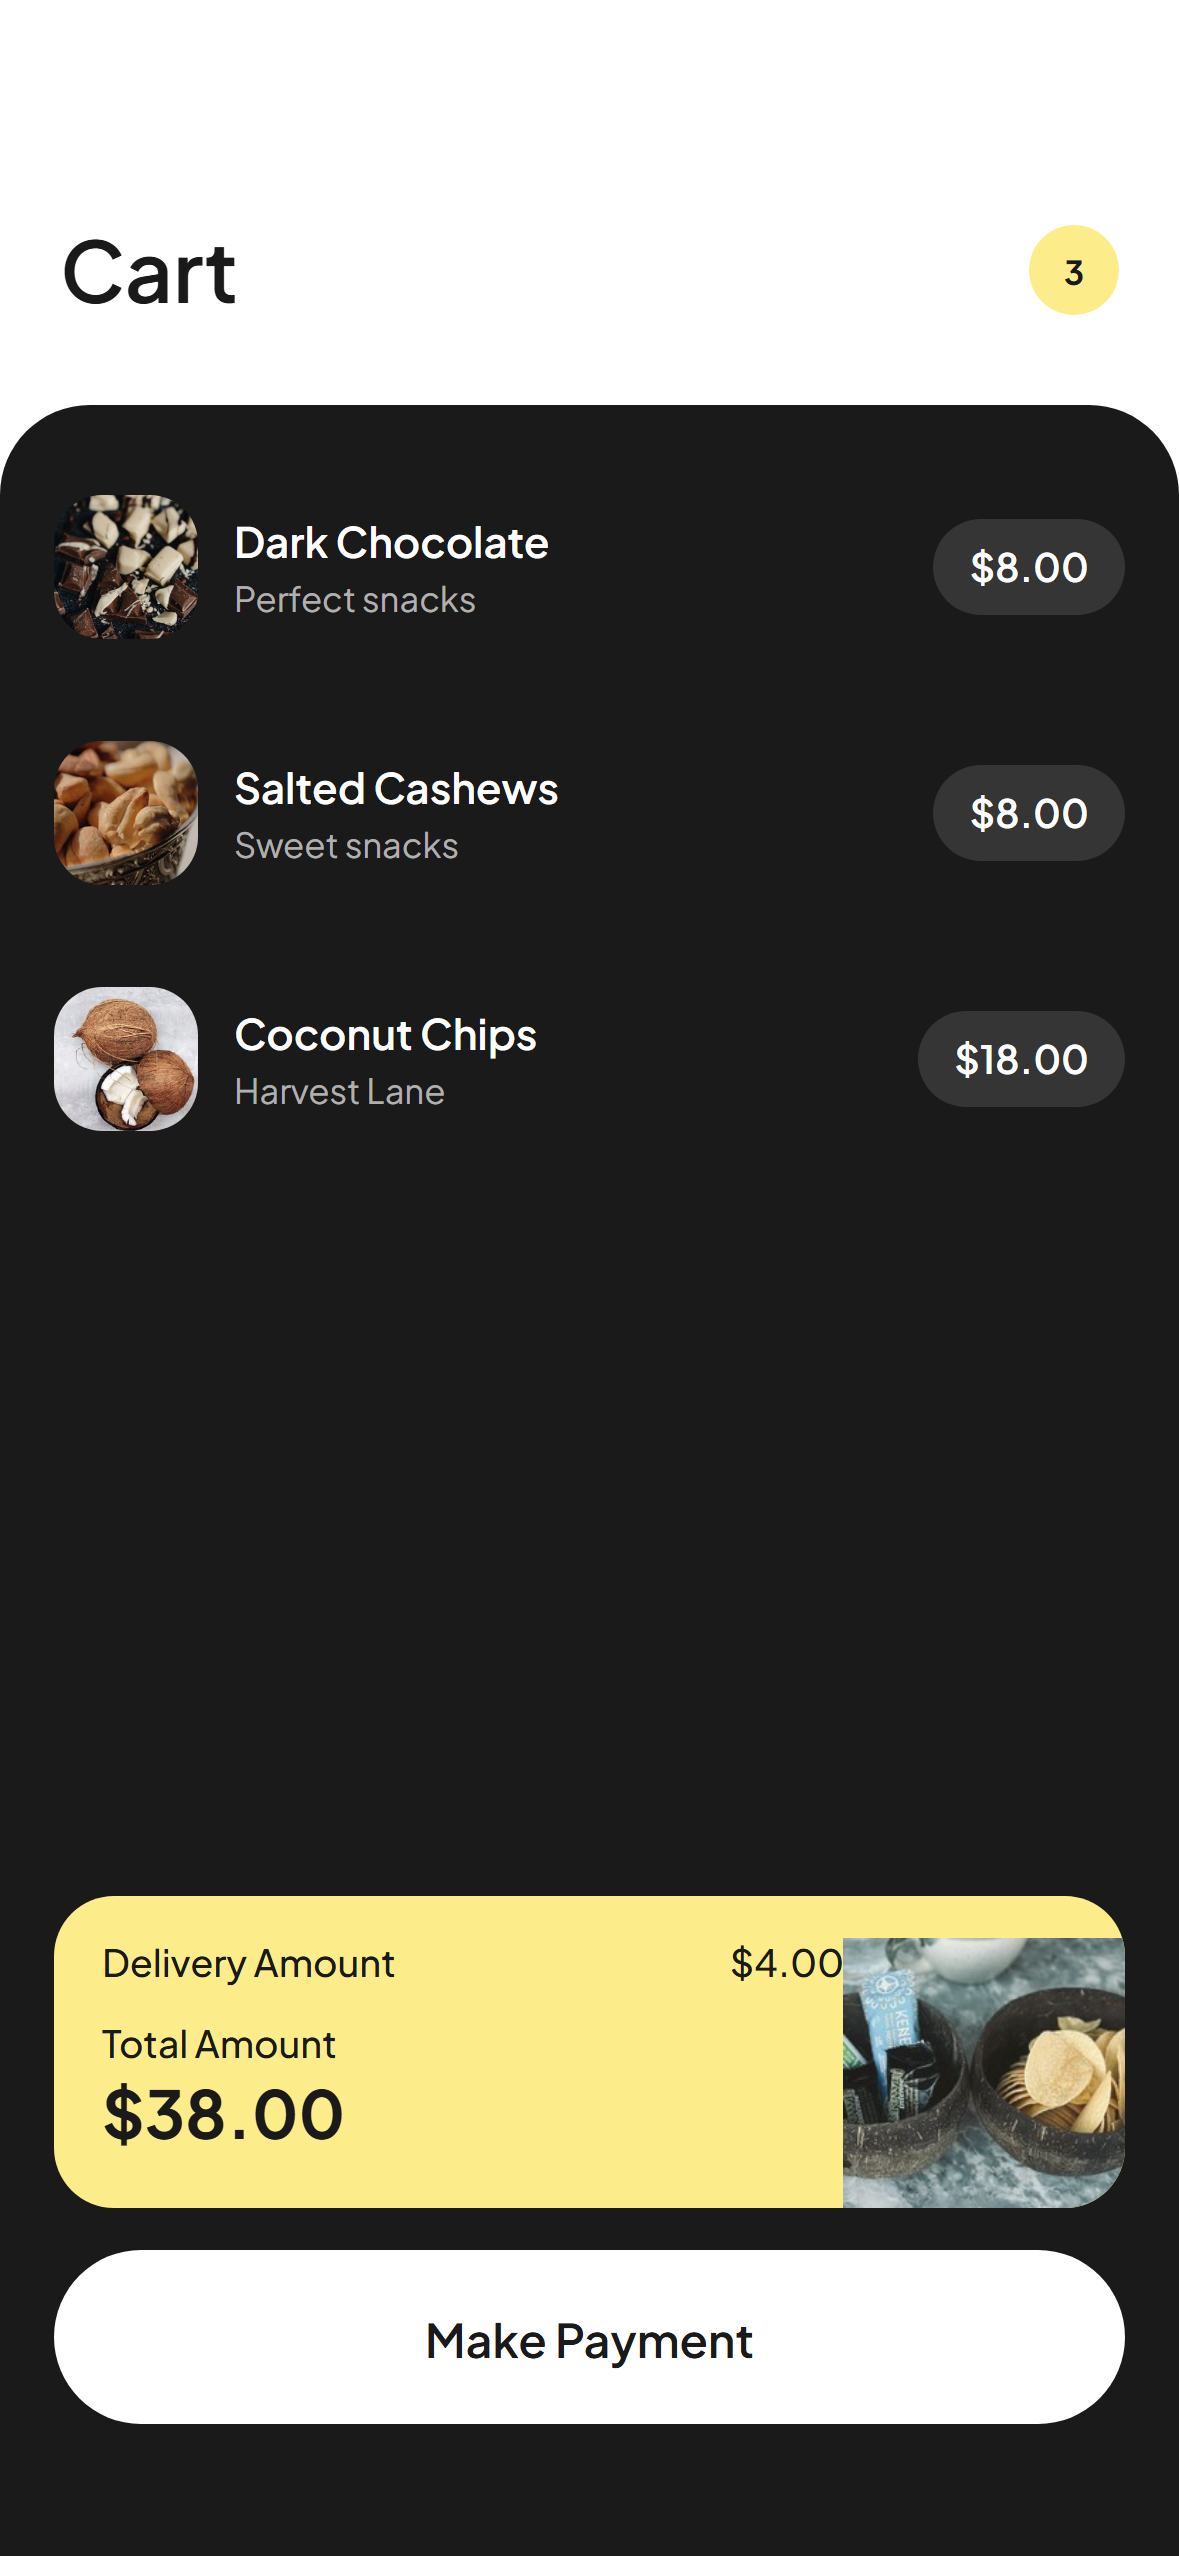 Cart
3
Dark Chocolate
Perfect snacks
$8.00
Salted Cashews
Sweet snacks
$8.00
Coconut Chips
Harvest Lane
$18.00
Delivery Amount
$4.00
Total Amount
$38.00
Make Payment